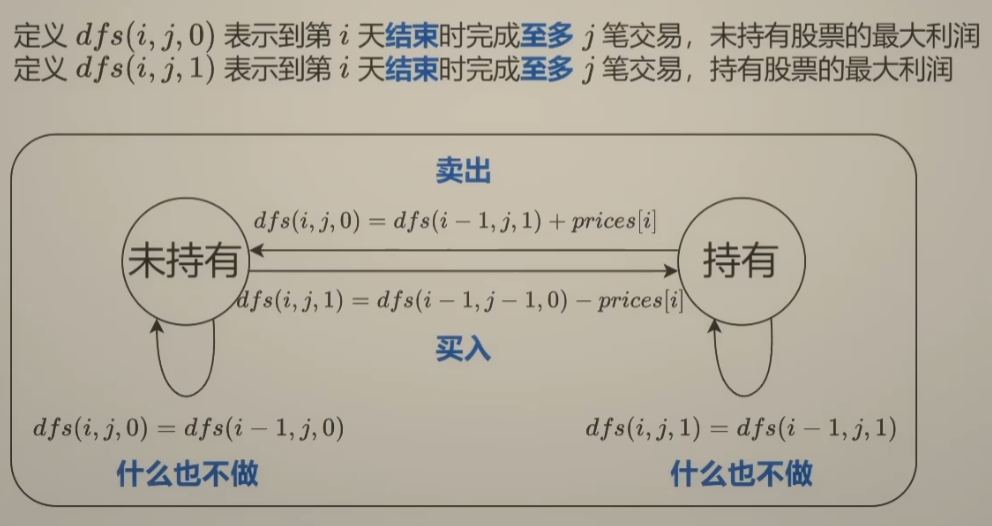 定义 dfs(i, j, 0) 表示到第 i 天结束时完成至多 j 笔交易，未持有股票的最大利润
定义 dfs(i, j, 1) 表示到第 i 天结束时完成至多 j 笔交易，持有股票的最大利润
卖出
dfs(i, j, 0) = dfs(i − 1, j, 1) + prices[i]
未持有
持有
dfs(i, j, 1) = dfs(i − 1, j − 1, 0) − prices[i]
买入
dfs(i, j, 0) = dfs(i − 1, j, 0)
dfs(i, j, 1) = dfs(i − 1, j, 1)
什么也不做
什么也不做